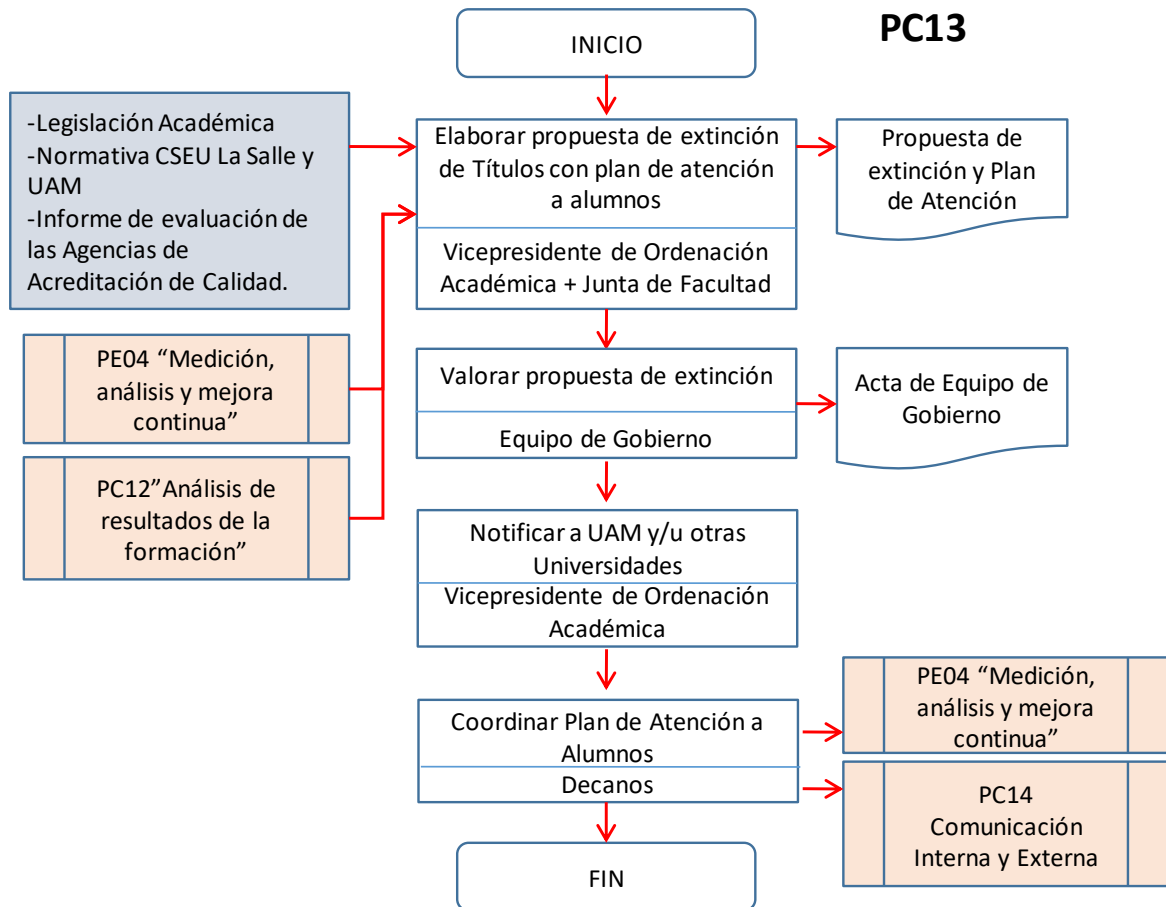 PC13
INICIO
-Legislación Académica
-Normativa CSEU La Salle y
UAM
-Informe de evaluación de
las Agencias de
Acreditación de Calidad.
Elaborar propuesta de extinción
de Títulos con plan de atención
a alumnos
Vicepresidente de Ordenación
Académica + Junta de Facultad
Propuesta de
extinción y Plan
de Atención
PE04 “Medición,
análisis y mejora
continua”
PC12”Análisis de
resultados de la
formación”
Valorar propuesta de extinción
Equipo de Gobierno
Acta de Equipo de
Gobierno
Notificar a UAM y/u otras
Universidades
Vicepresidente de Ordenación
Académica
Coordinar Plan de Atención a
Alumnos
Decanos
PE04 “Medición,
análisis y mejora
continua”
PC14
Comunicación
Interna y Externa
FIN